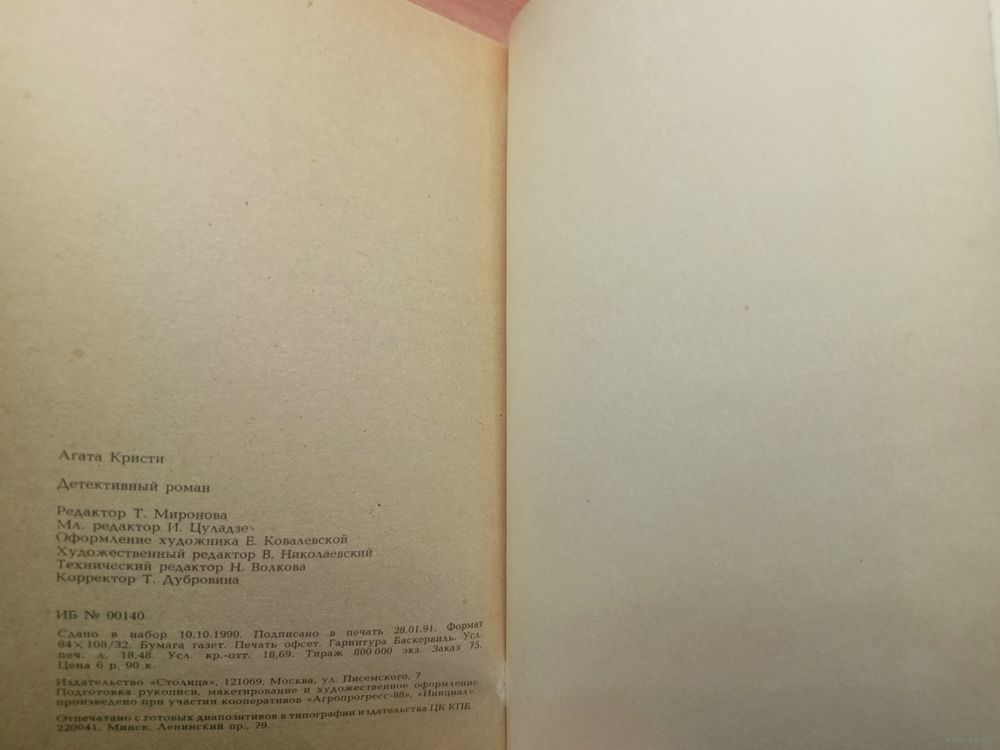 Агата Кристи
Детективный роман
Редактор Т. Миронова
Мл. редактор И. Цуладзе
Оформление художника Е. Ковалевской
Художественный редактор В. Николаевский
Технический редактор Н. Волкова
Корректор Т. Дубровина
ИБ № 00140
Сдано в набор 10.10.1990. Подписано в печать 28.01.91. Формат
84×108/32. Бумага газет. Печать офсет. Гарнитура Баскервиль. Усл.
печ. л. 18,48. Усл. кр.-отт. 18,69. Тираж 800 000 экз. Заказ 75.
Цена 6 р. 90 к.
Издательство «Столица», 121069, Москва, ул. Писемского, 7
Подготовка рукописи, макетирование и художественное оформление
произведено при участии кооперативов «Агропрогресс-88», «Инициал».
Отпечатано с готовых диапозитивов в типографии издательства ЦК КПБ.
220041, Минск, Ленинский пр., 79.